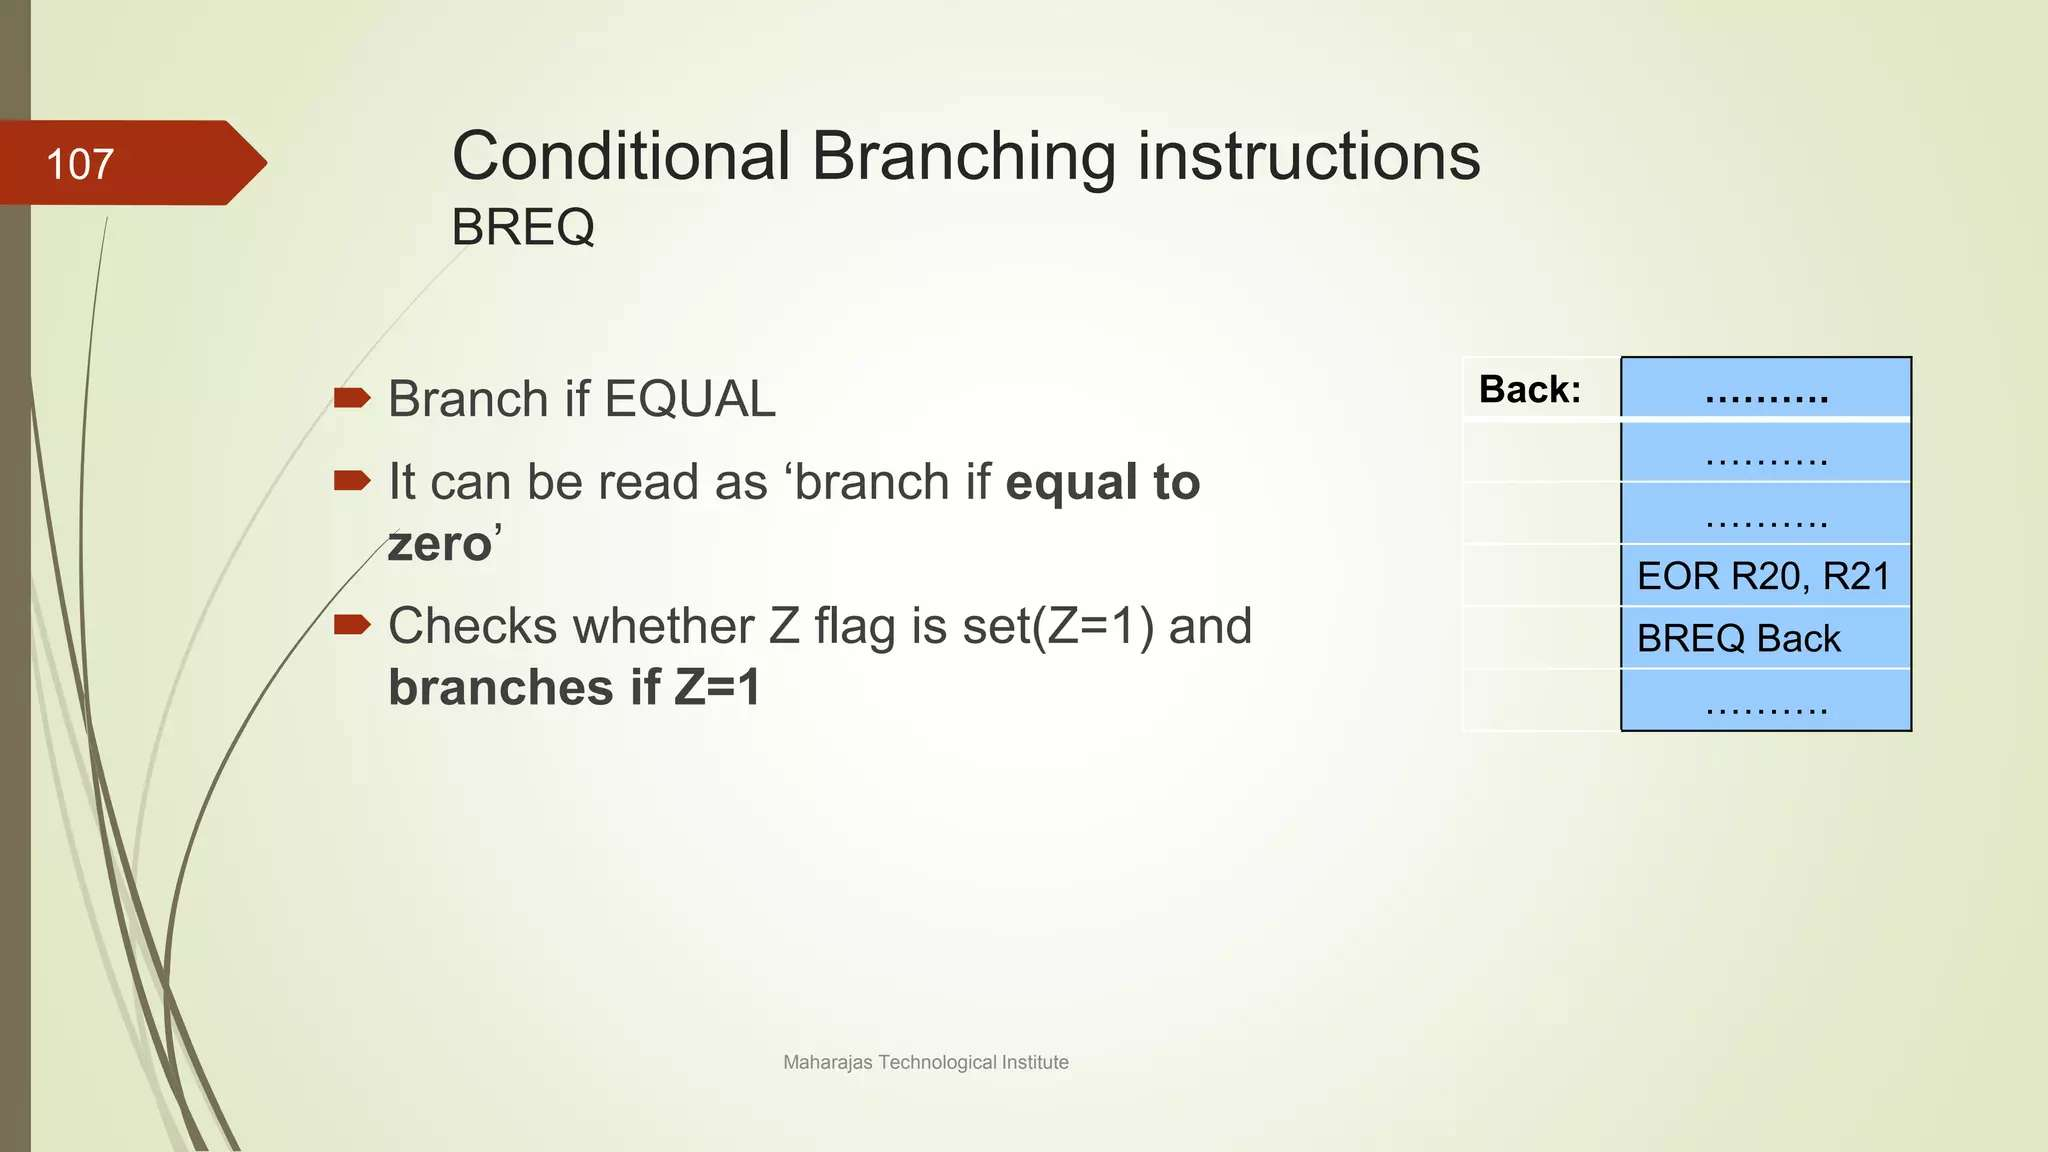 107
Conditional Branching instructions
BREQ
Branch if EQUAL
It can be read as ‘branch if equal to
zero’
Checks whether Z flag is set(Z=1) and
branches if Z=1
Back: ……….
……….
……….
EOR R20, R21
BREQ Back
……….
Maharajas Technological Institute